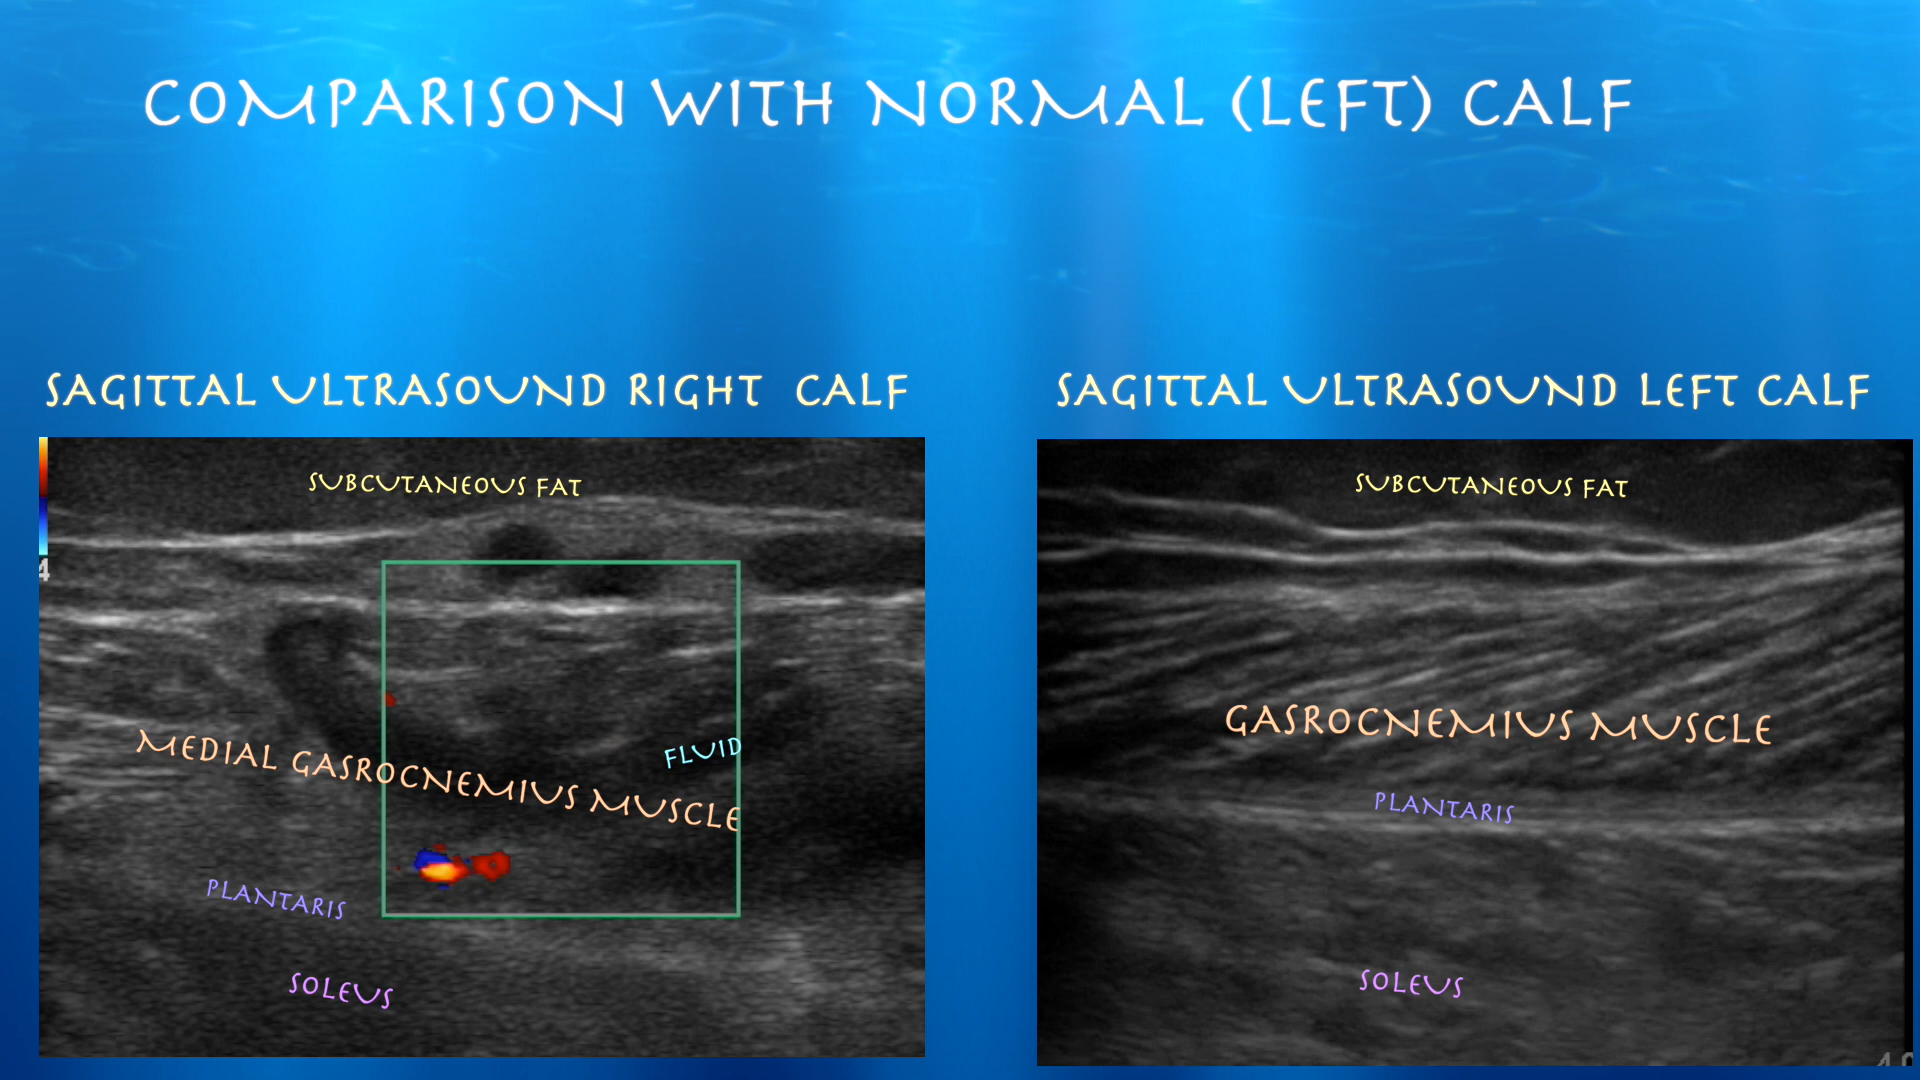 COMPARISON WITH NORMAL (LEFT) CALF
SAGITTAL ULTRASOUND RIGHT CALF
SUBCUTANEOUS FAT
4
FLUID
MEDIAL GASROCNEMIUS MUSCLE
PLANTARIS
SOLEUS
SAGITTAL ULTRASOUND LEFT CALF
SUBCUTANEOUS FAT
GASROCNEMIUS MUSCLE
PLANTARIS
SOLEUS